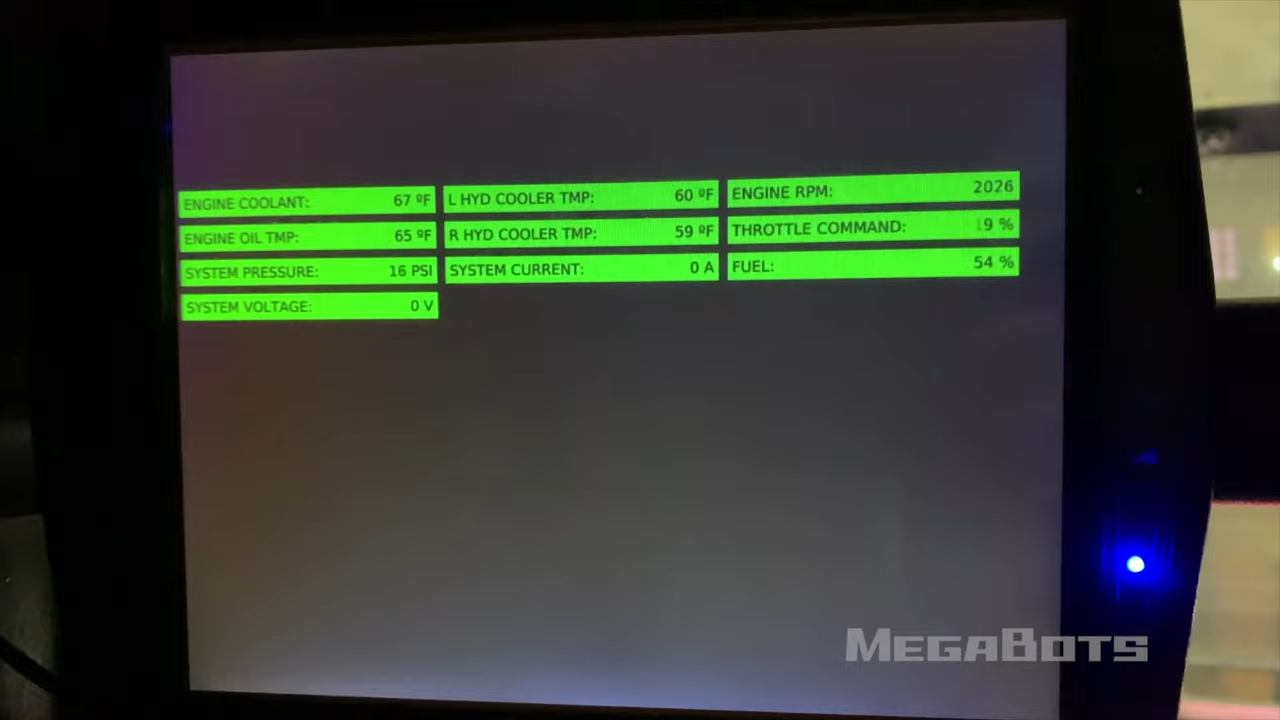 ENGINE COOLANT: 67 ºF
L HYD COOLER TMP: 60 ºF
ENGINE RPM: 2026
ENGINE OIL TMP: 65 ºF
R HYD COOLER TMP: 59 ºF
THROTTLE COMMAND: 9 %
SYSTEM PRESSURE: 16 PSI
SYSTEM CURRENT: 0 A
FUEL: 54 %
SYSTEM VOLTAGE: 0 V
MEGABOTS